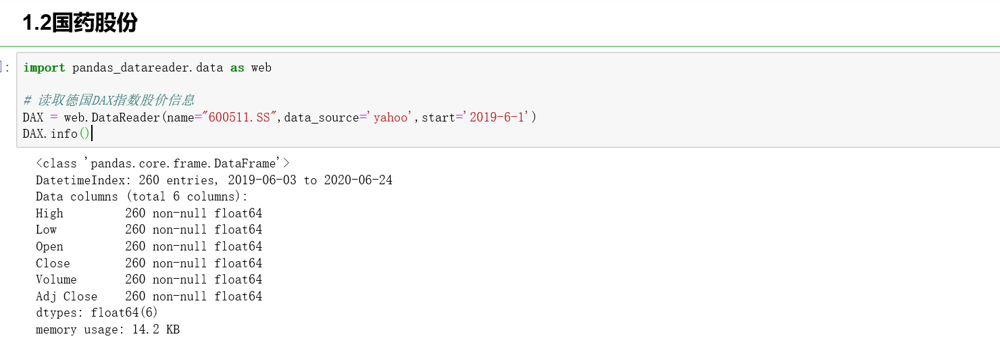 1.2国药股份
]:
import pandas_datareader.data as web
# 读取德国DAX指数股价信息
DAX = web.DataReader(name="600511.SS",data_source='yahoo',start='2019-6-1')
DAX.info()
<class 'pandas.core.frame.DataFrame'>
DatetimeIndex: 260 entries, 2019-06-03 to 2020-06-24
Data columns (total 6 columns):
High         260 non-null float64
Low          260 non-null float64
Open         260 non-null float64
Close        260 non-null float64
Volume       260 non-null float64
Adj Close    260 non-null float64
dtypes: float64(6)
memory usage: 14.2 KB